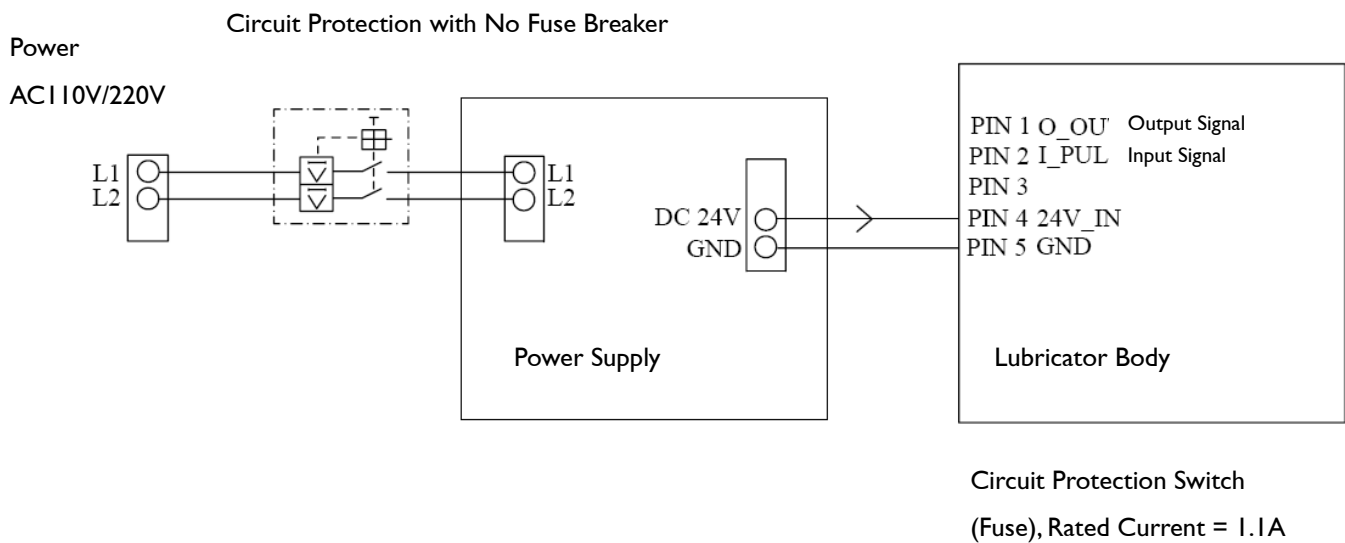 Circuit Protection with No Fuse Breaker
Power
AC110V/220V
L1
L2
L1
L2
DC 24V
GND
Power Supply
PIN 1 O_OUT Output Signal
PIN 2 I_PUL Input Signal
PIN 3
PIN 4 24V_IN
PIN 5 GND
Lubricator Body
Circuit Protection Switch
(Fuse), Rated Current = 1.1A